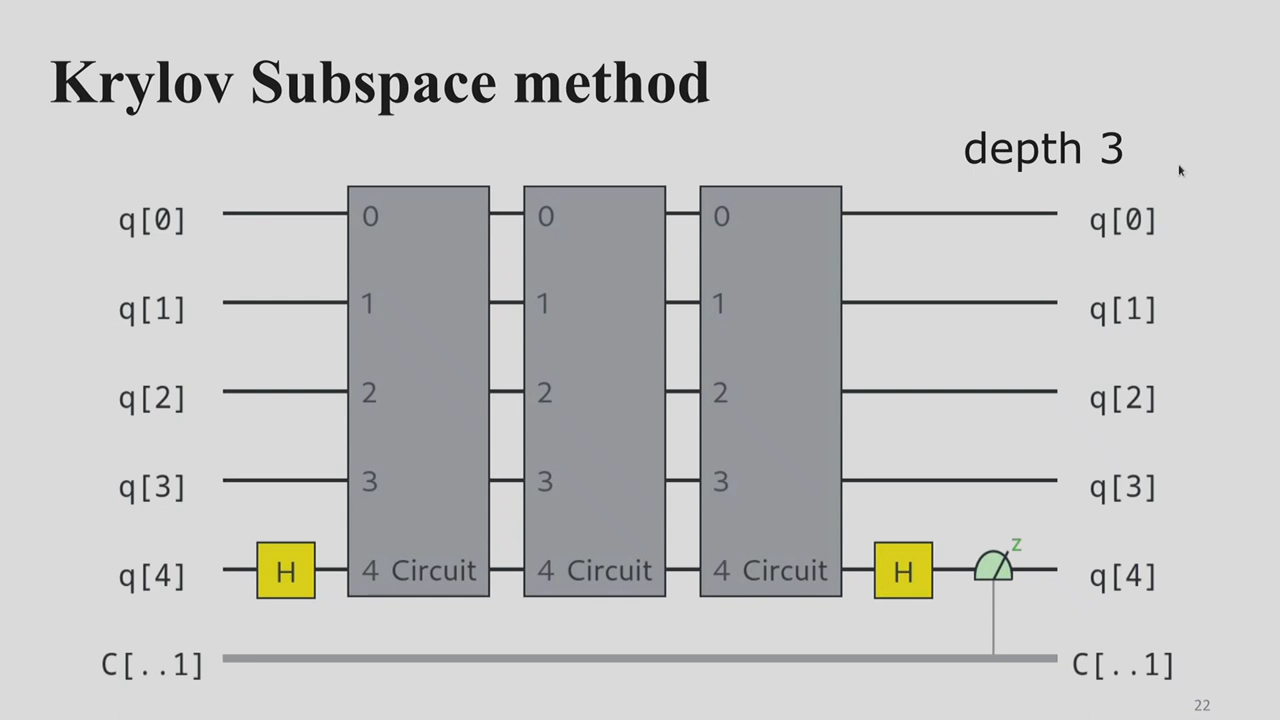 Krylov Subspace method
depth 3
q[0] 0 0 0 q[0]
q[1] 1 1 1 q[1]
q[2] 2 2 2 q[2]
q[3] 3 3 3 q[3]
z
q[4] H 4 Circuit 4 Circuit 4 Circuit H q[4]
C[..1] C[..1]
22